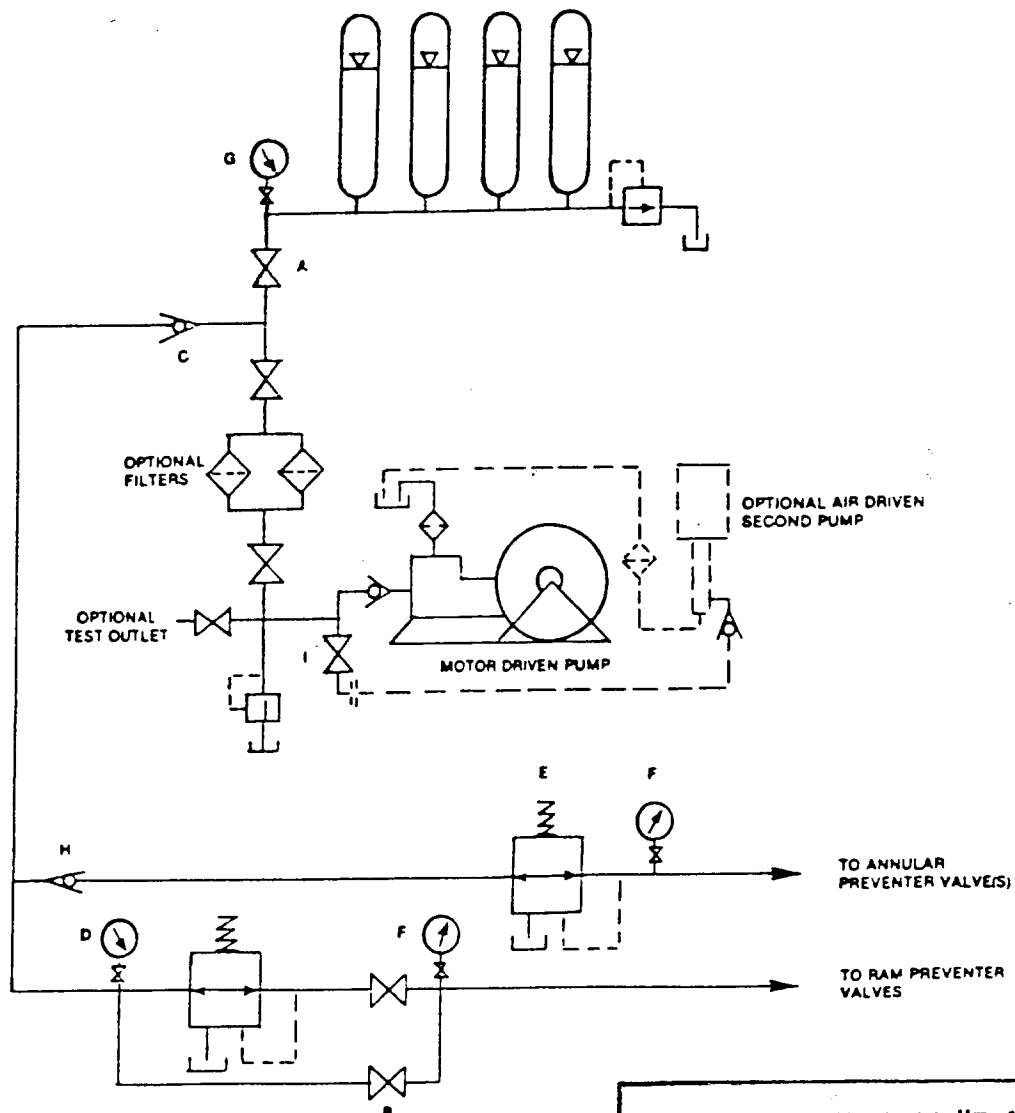 G
A
C
OPTIONAL
FILTERS
OPTIONAL AIR DRIVEN
SECOND PUMP
OPTIONAL
TEST OUTLET
I
MOTOR DRIVEN PUMP
E
F
H
TO ANNULAR
PREVENTER VALVE(S)
D
F
TO RAM PREVENTER
VALVES